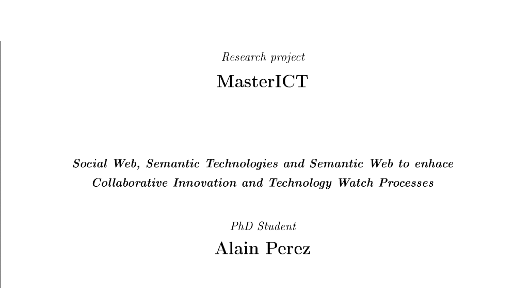 Research project
MasterICT
Social Web, Semantic Technologies and Semantic Web to enhace
Collaborative Innovation and Technology Watch Processes
PhD Student
Alain Perez